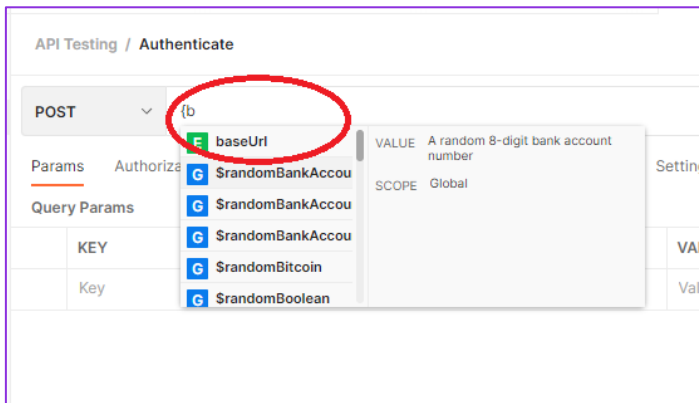 API Testing / Authenticate
POST {b
E baseUrl
VALUE A random 8-digit bank account
number
SCOPE Global
Params Authoriza Setting
G $randomBankAccou
G $randomBankAccou
G $randomBankAccou
G $randomBitcoin
G $randomBoolean
Query Params
KEY VA
Key Val